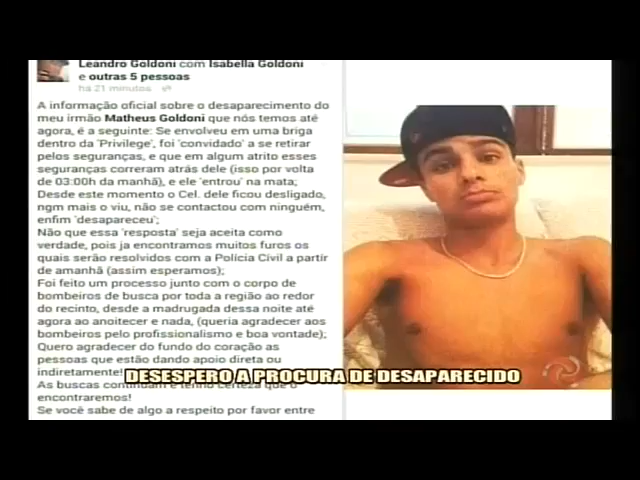 Leandro Goldoni com Isabella Goldoni
e outras 5 pessoas
há 21 minutos
A informação oficial sobre o desaparecimento do
meu irmão Matheus Goldoni que nós temos até
agora, é a seguinte: Se envolveu em uma briga
dentro da 'Privilege', foi 'convidado' a se retirar
pelos seguranças, e que em algum atrito esses
seguranças correram atrás dele (isso por volta
de 03:00h da manhã), e ele 'entrou' na mata;
Desde este momento o Cel. dele ficou desligado,
ngm mais o viu, não se contactou com ninguém,
enfim 'desapareceu';
Não que essa 'resposta' seja aceita como
verdade, pois ja encontramos muitos furos os
quais serão resolvidos com a Polícia Civil a partir
de amanhã (assim esperamos);
Foi feito um processo junto com o corpo de
bombeiros de busca por toda a região ao redor
do recinto, desde a madrugada dessa noite até
agora ao anoitecer e nada, (queria agradecer aos
bombeiros pelo profissionalismo e boa vontade);
Quero agradecer do fundo do coração as
pessoas que estão dando apoio direta ou
indiretamente!
DESESPERO A PROCURA DE DESAPARECIDO
As buscas continuam e tenho certeza que o
encontraremos!
Se você sabe de algo a respeito por favor entre